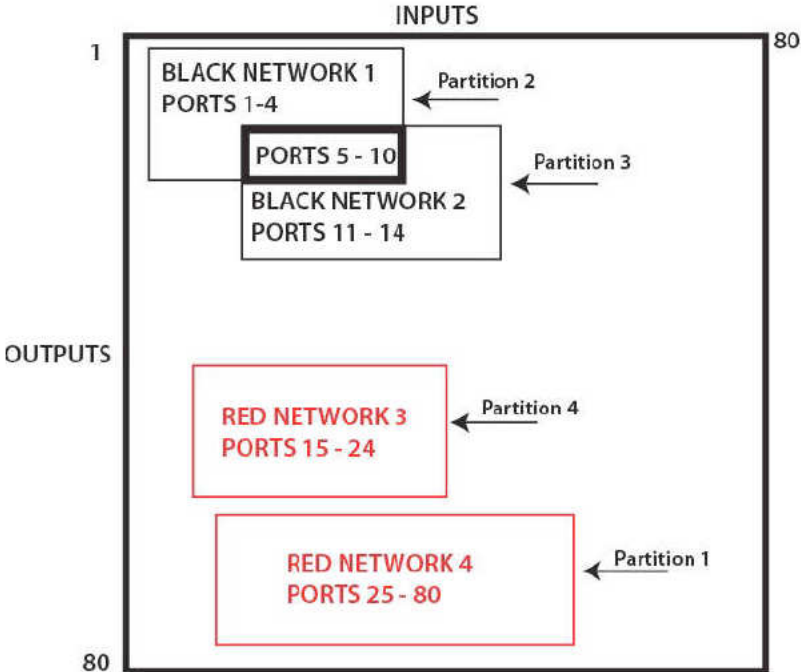 INPUTS
1
80
BLACK NETWORK 1
PORTS 1-4
Partition 2
PORTS 5 - 10
Partition 3
BLACK NETWORK 2
PORTS 11 - 14
OUTPUTS
RED NETWORK 3
PORTS 15 - 24
Partition 4
RED NETWORK 4
PORTS 25 - 80
Partition 1
80